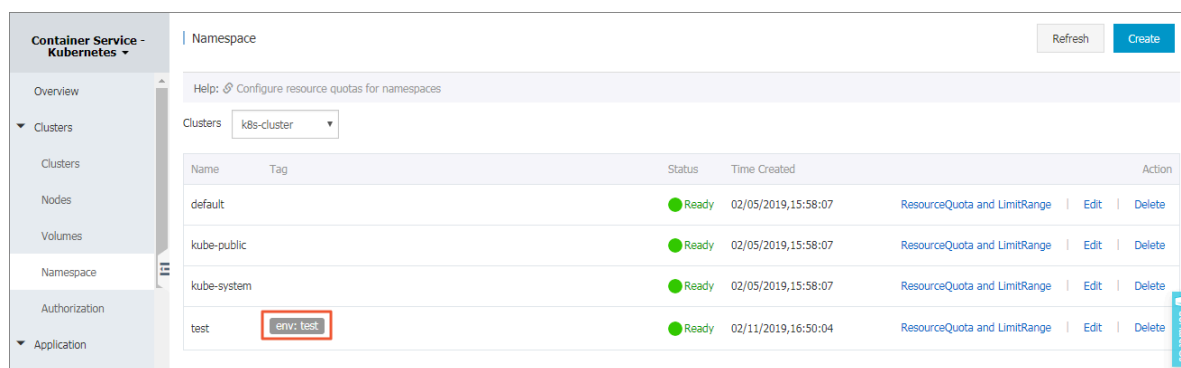 Container Service -
Kubernetes
Overview
Clusters
Clusters
Nodes
Volumes
Namespace
Authorization
Application
Namespace
Refresh
Create
Help: Configure resource quotas for namespaces
Clusters k8s-cluster
Name Tag Status Time Created Action
default Ready 02/05/2019,15:58:07 ResourceQuota and LimitRange | Edit | Delete
kube-public Ready 02/05/2019,15:58:07 ResourceQuota and LimitRange | Edit | Delete
kube-system Ready 02/05/2019,15:58:07 ResourceQuota and LimitRange | Edit | Delete
test env: test Ready 02/11/2019,16:50:04 ResourceQuota and LimitRange | Edit | Delete